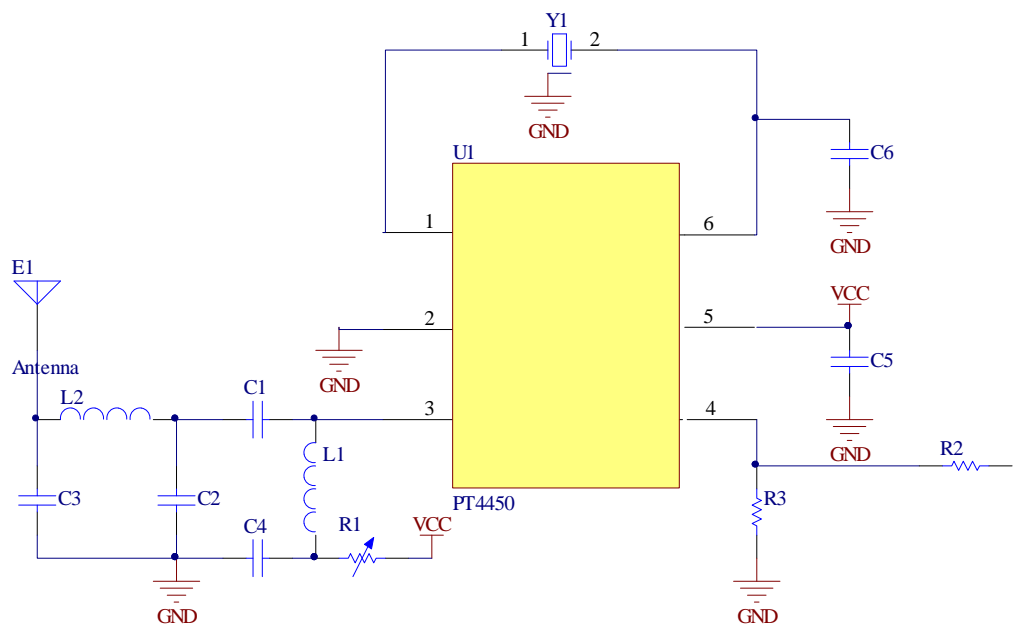 Y1
1 2
GND
U1
C6
1
6
GND
E1
VCC
2
5
GND
C5
Antenna
L2
C1
3
4
GND
R2
L1
C3
C2
R3
PT4450
C4
R1
VCC
GND
GND